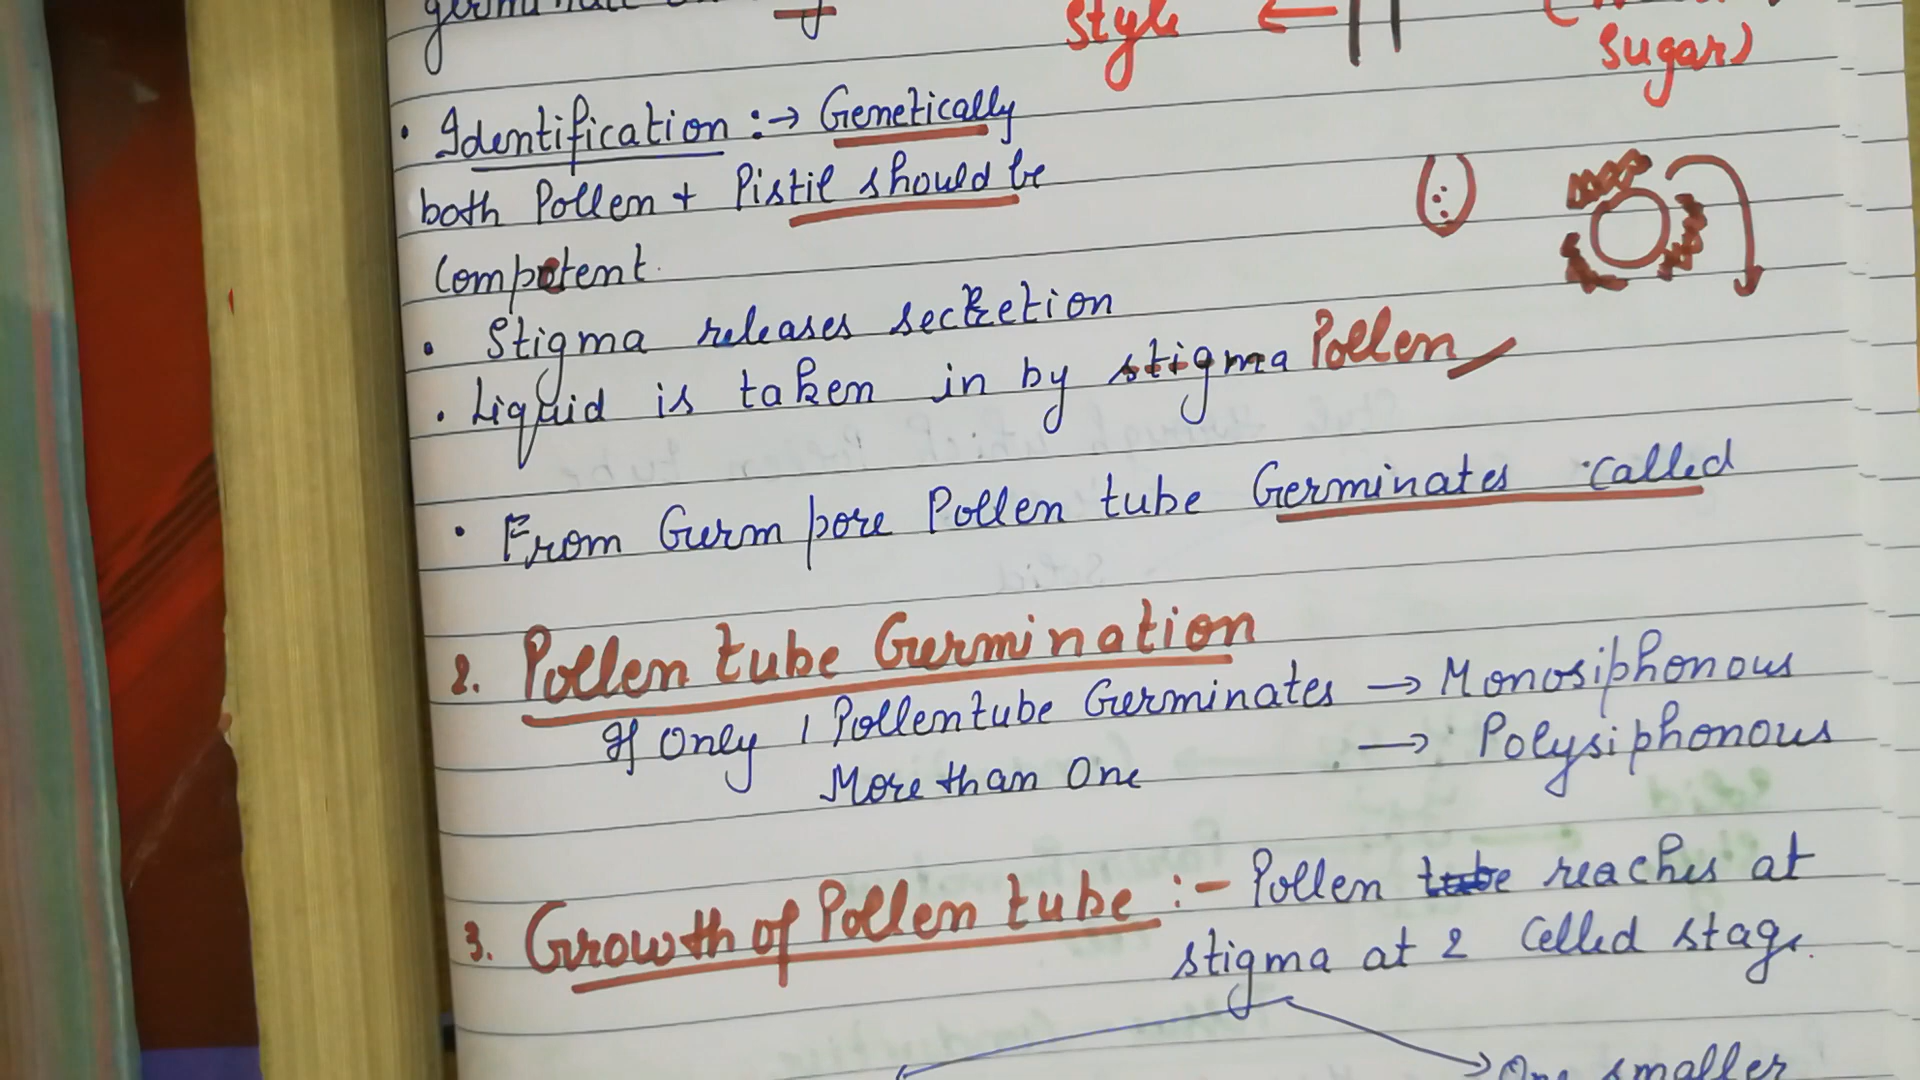 style ←
sugar)
• Identification :→ Genetically
both Pollen + Pistil should be
Competent.
• Stigma releases secretion
• Liquid is taken in by stigma Pollen
• From Germ pore Pollen tube Germinates called
2. Pollen tube Germination
If Only 1 Pollentube Germinates → Monosiphonous
More than One → Polysiphonous
3. Growth of Pollen tube :- Pollen tube reaches at
stigma at 2 Celled stage.
→ One smaller